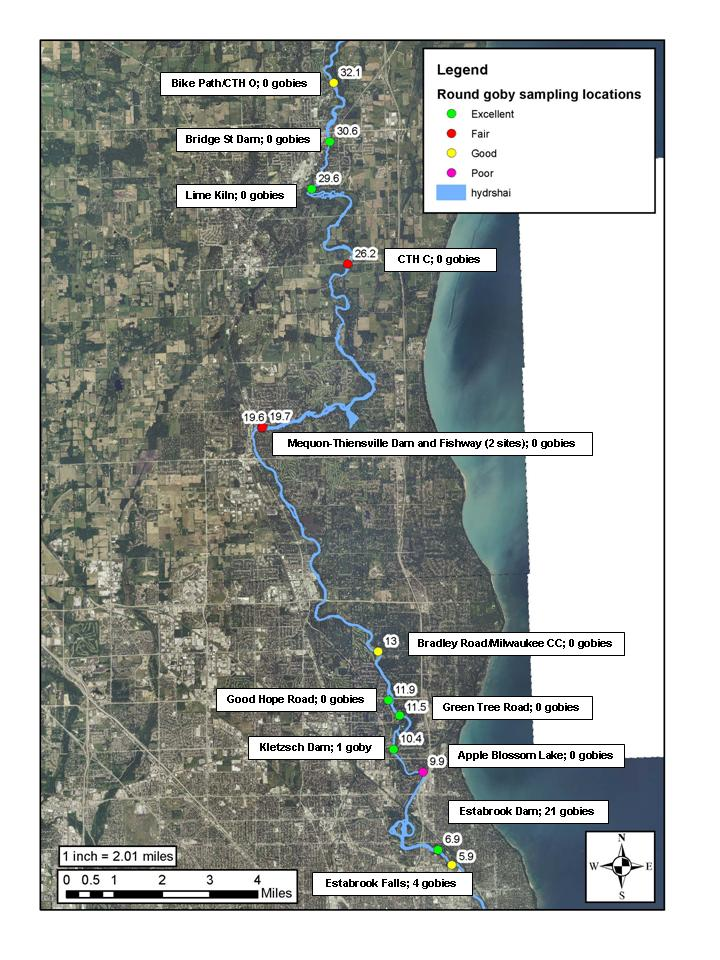 Legend
Round goby sampling locations
Excellent
Fair
Good
Poor
hydrshai
32.1
Bike Path/CTH O; 0 gobies
30.6
Bridge St Dam; 0 gobies
29.6
Lime Kiln; 0 gobies
26.2
CTH C; 0 gobies
19.6 19.7
Mequon-Thiensville Dam and Fishway (2 sites); 0 gobies
13
Bradley Road/Milwaukee CC; 0 gobies
11.9
Good Hope Road; 0 gobies
11.5
Green Tree Road; 0 gobies
10.4
Kletzsch Dam; 1 goby
9.9
Apple Blossom Lake; 0 gobies
Estabrook Dam; 21 gobies
6.9
5.9
Estabrook Falls; 4 gobies
1 inch = 2.01 miles
0 0.5 1 2 3 4
Miles
N
W E
S